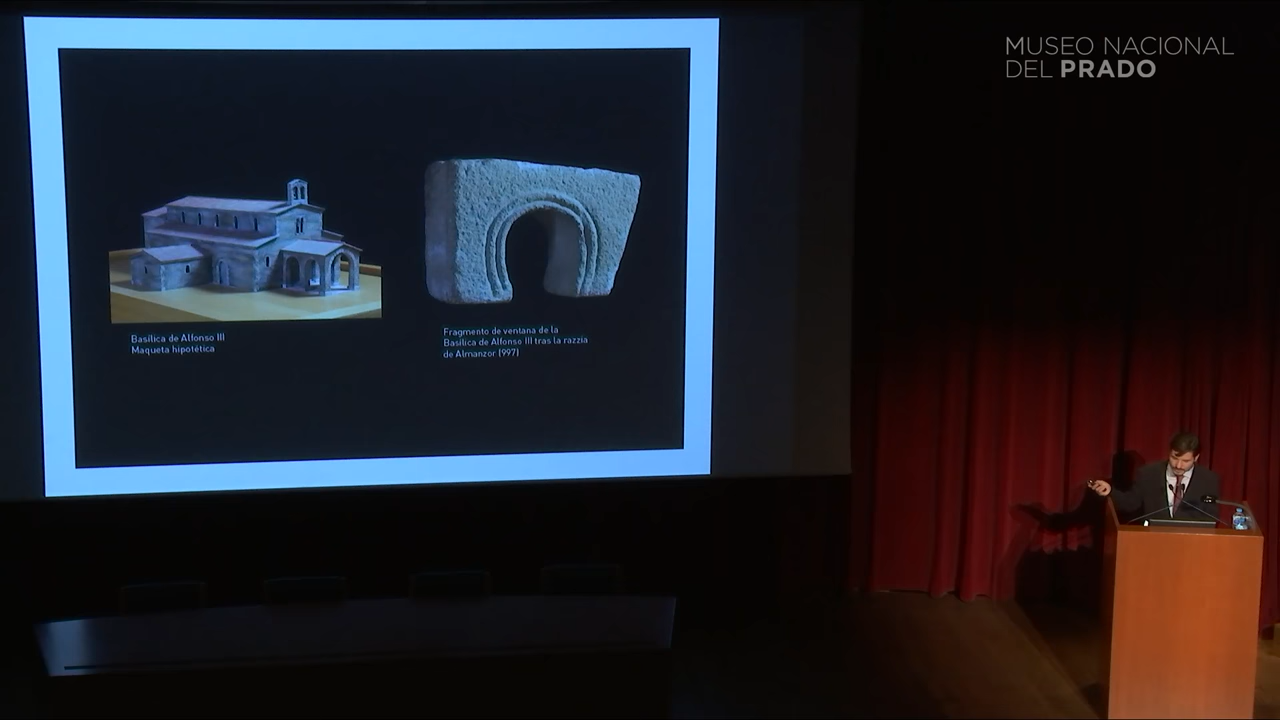 MUSEO NACIONAL
DEL PRADO
Basílica de Alfonso III
Maqueta hipotética
Fragmento de ventana de la
Basílica de Alfonso III tras la razzia
de Almanzor (997)